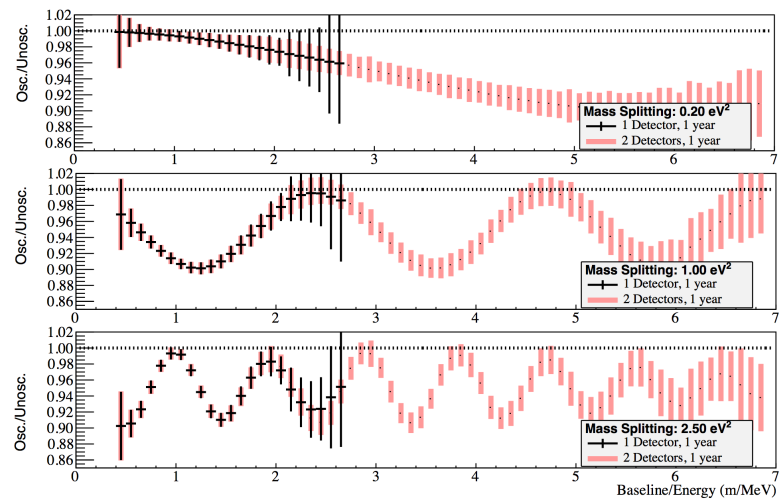 Osc./Unosc.
1.02
1.00
0.98
0.96
0.94
0.92
0.90
0.88
0.86
Mass Splitting: 0.20 eV²
1 Detector, 1 year
2 Detectors, 1 year
0 1 2 3 4 5 6 7
Osc./Unosc.
1.02
1.00
0.98
0.96
0.94
0.92
0.90
0.88
0.86
Mass Splitting: 1.00 eV²
1 Detector, 1 year
2 Detectors, 1 year
0 1 2 3 4 5 6 7
Osc./Unosc.
1.02
1.00
0.98
0.96
0.94
0.92
0.90
0.88
0.86
Mass Splitting: 2.50 eV²
1 Detector, 1 year
2 Detectors, 1 year
0 1 2 3 4 5 6 7
Baseline/Energy (m/MeV)